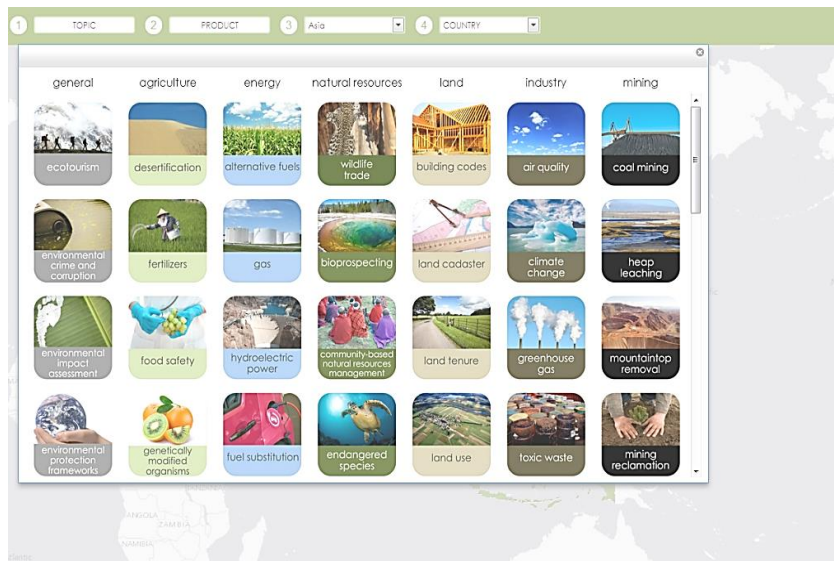 1 TOPIC 2 PRODUCT 3 Asia 4 COUNTRY
general agriculture energy natural resources land industry mining
ecotourism desertification alternative fuels wildlife trade building codes air quality coal mining
environmental crime and corruption fertilizers gas bioprospecting land cadaster climate change heap leaching
environmental impact assessment food safety hydroelectric power community-based natural resources management land tenure greenhouse gas mountaintop removal
environmental protection frameworks genetically modified organisms fuel substitution endangered species land use toxic waste mining reclamation
ANGOLA
ZAMBIA
NAMIBIA